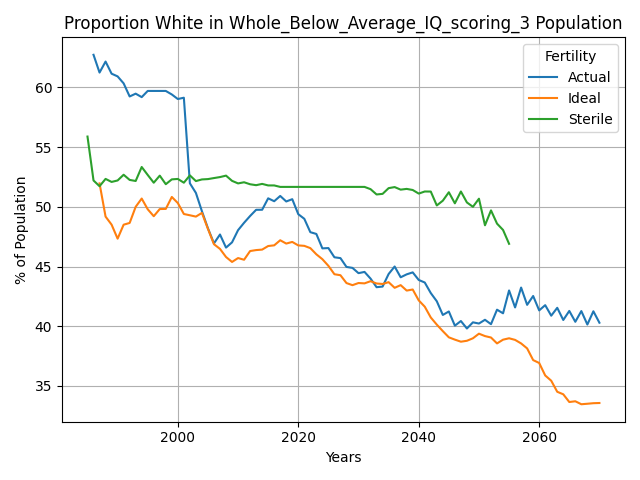 Proportion White in Whole_Below_Average_IQ_scoring_3 Population
Fertility
Actual
Ideal
Sterile
% of Population
60
55
50
45
40
35
2000
2020
2040
2060
Years